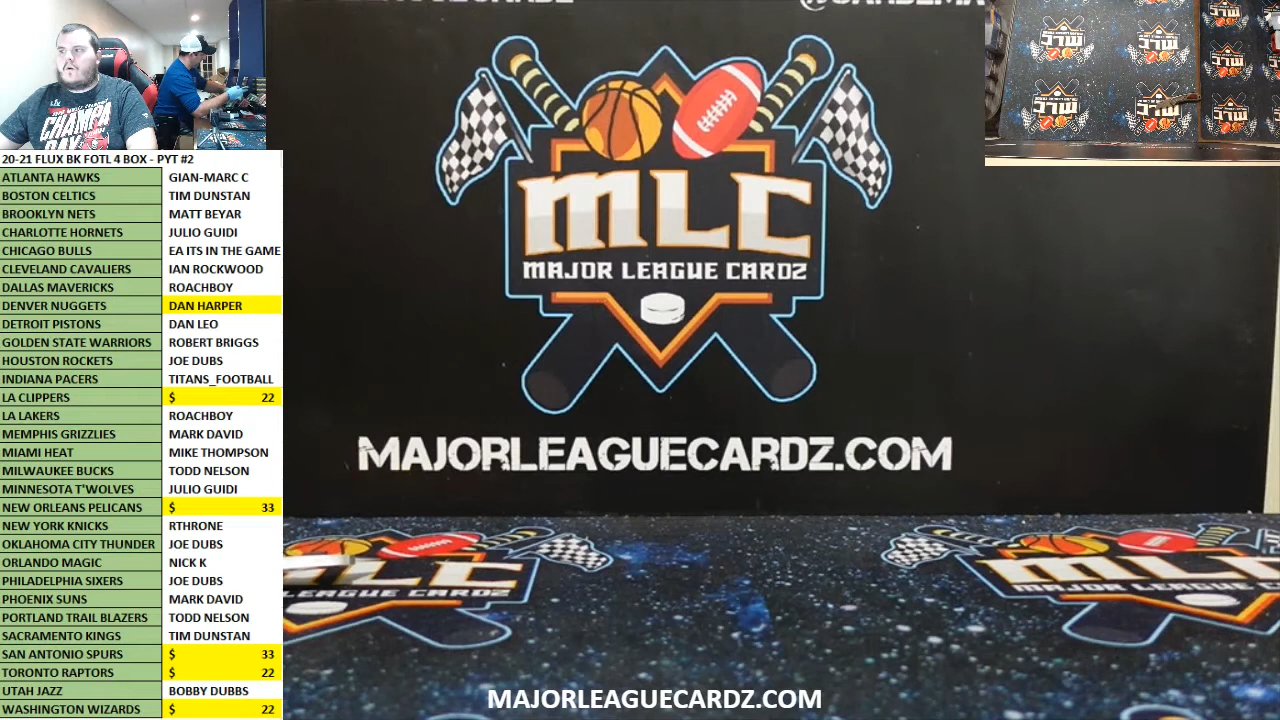 20-21 FLUX BK FOTL 4 BOX - PYT #2
ATLANTA HAWKS GIAN-MARC C
BOSTON CELTICS TIM DUNSTAN
BROOKLYN NETS MATT BEYAR
CHARLOTTE HORNETS JULIO GUIDI
CHICAGO BULLS EA ITS IN THE GAME
CLEVELAND CAVALIERS IAN ROCKWOOD
DALLAS MAVERICKS ROACHBOY
DENVER NUGGETS DAN HARPER
DETROIT PISTONS DAN LEO
GOLDEN STATE WARRIORS ROBERT BRIGGS
HOUSTON ROCKETS JOE DUBS
INDIANA PACERS TITANS_FOOTBALL
LA CLIPPERS $ 22
LA LAKERS ROACHBOY
MEMPHIS GRIZZLIES MARK DAVID
MIAMI HEAT MIKE THOMPSON
MILWAUKEE BUCKS TODD NELSON
MINNESOTA T'WOLVES JULIO GUIDI
NEW ORLEANS PELICANS $ 33
NEW YORK KNICKS RTHRONE
OKLAHOMA CITY THUNDER JOE DUBS
ORLANDO MAGIC NICK K
PHILADELPHIA SIXERS JOE DUBS
PHOENIX SUNS MARK DAVID
PORTLAND TRAIL BLAZERS TODD NELSON
SACRAMENTO KINGS TIM DUNSTAN
SAN ANTONIO SPURS $ 33
TORONTO RAPTORS $ 22
UTAH JAZZ BOBBY DUBBS
WASHINGTON WIZARDS $ 22
MLC
MAJOR LEAGUE CARDZ
MAJORLEAGUECARDZ.COM
MLC
MLC
MAJORLEAGUECARDZ.COM